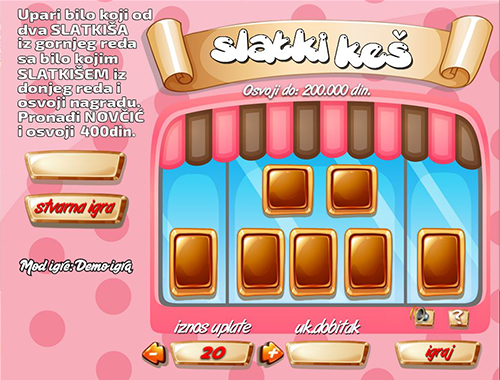 Upari bilo koji od
dva SLATKIŠA
iz gornjeg reda
sa bilo kojim
SLATKIŠEM iz
donjeg reda i
osvoji nagradu.
Pronađi NOVČIĆ
i osvoji 400din.
slatki keš
Osvoji do: 200.000 din.
stvarna igra
Mod igre: Demo igra
iznos uplate
uk.dobitak
20
+
?
igraj